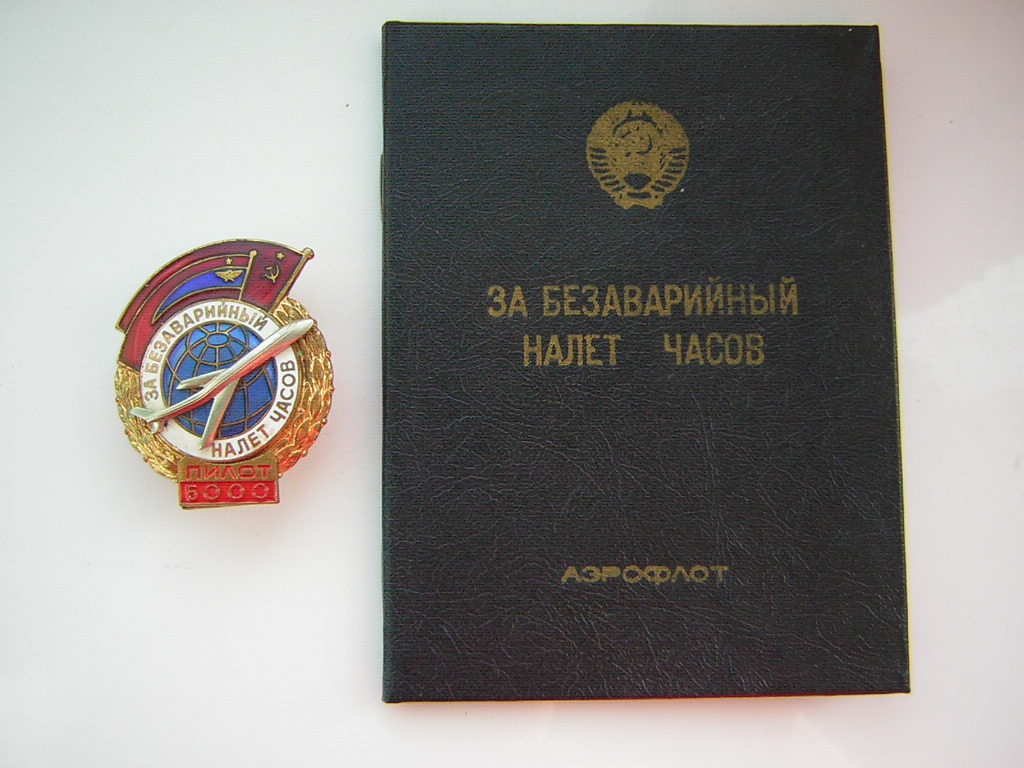 ЗА БЕЗАВАРИЙНЫЙ
НАЛЕТ ЧАСОВ
ПИЛОТ
5000
ЗА БЕЗАВАРИЙНЫЙ
НАЛЕТ ЧАСОВ
АЭРОФЛОТ